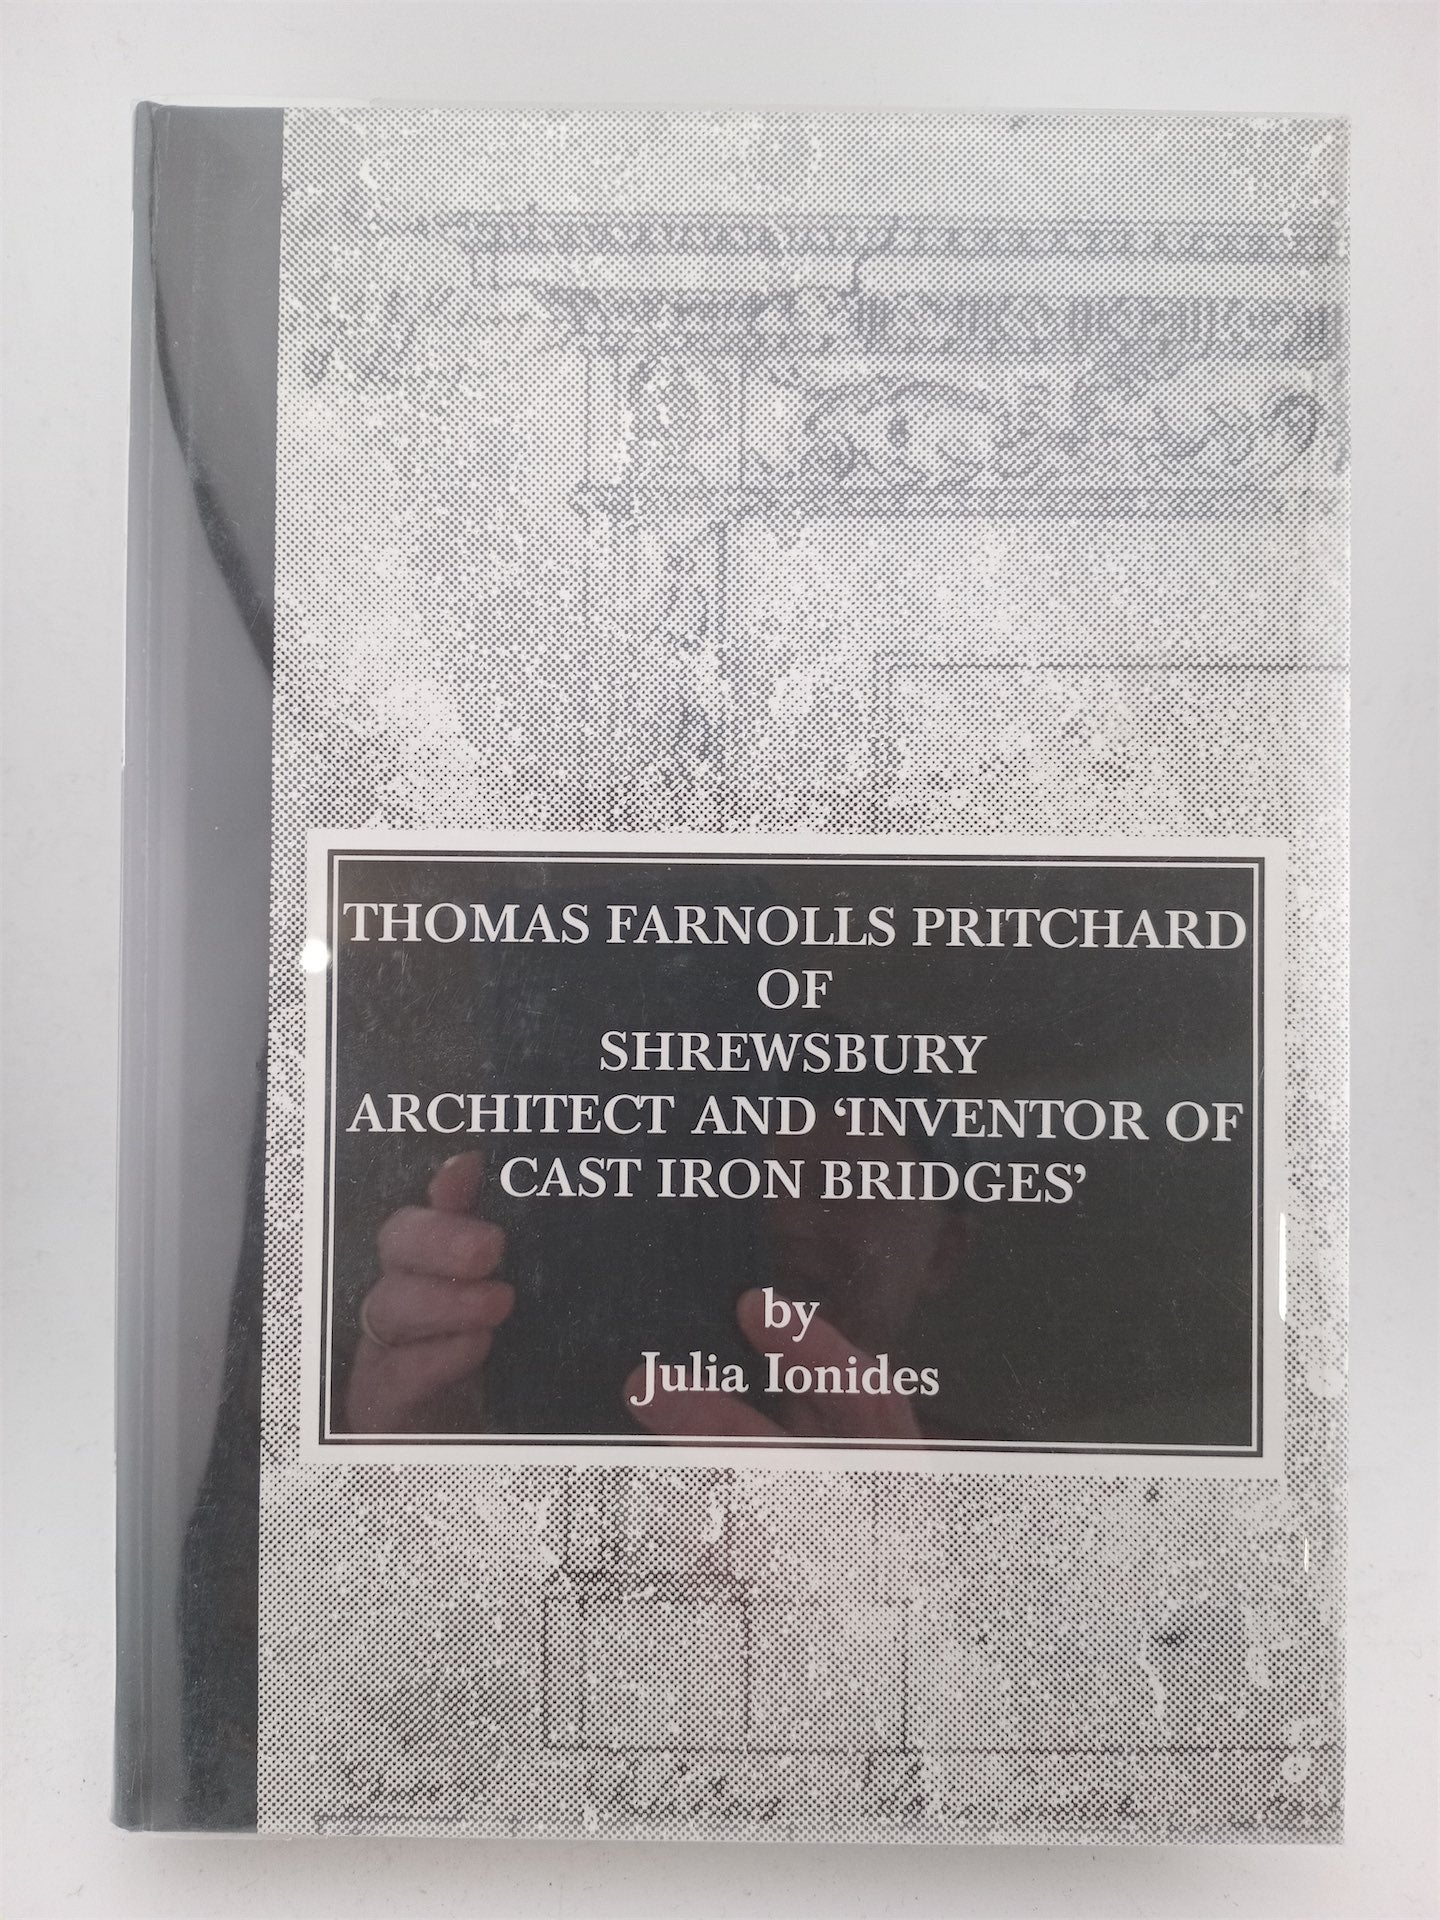 THOMAS FARNOLLS PRITCHARD
OF
SHREWSBURY
ARCHITECT AND ‘INVENTOR OF
CAST IRON BRIDGES’
by
Julia Ionides